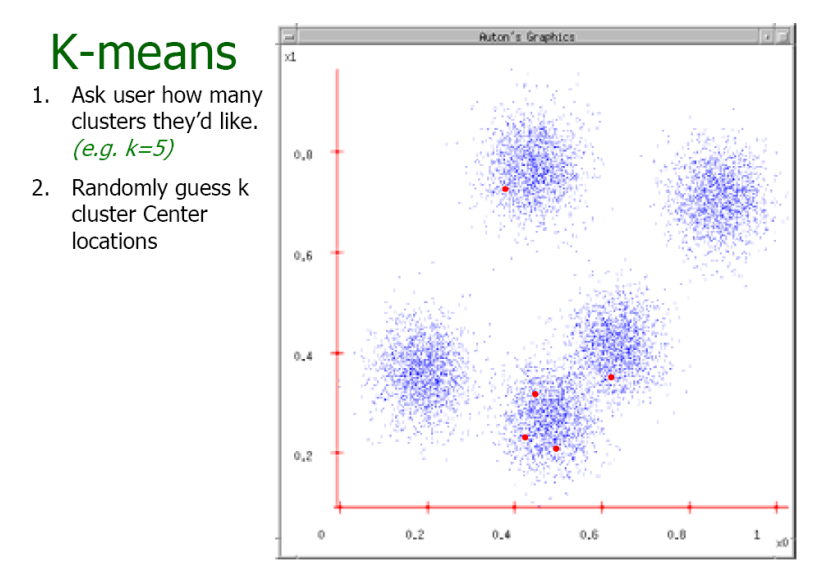 K-means
1. Ask user how many
clusters they'd like.
(e.g. k=5)
2. Randomly guess k
cluster Center
locations
Auton's Graphics
x1
0.8
0.6
0.4
0.2
0 0.2 0.4 0.6 0.8 1 x0